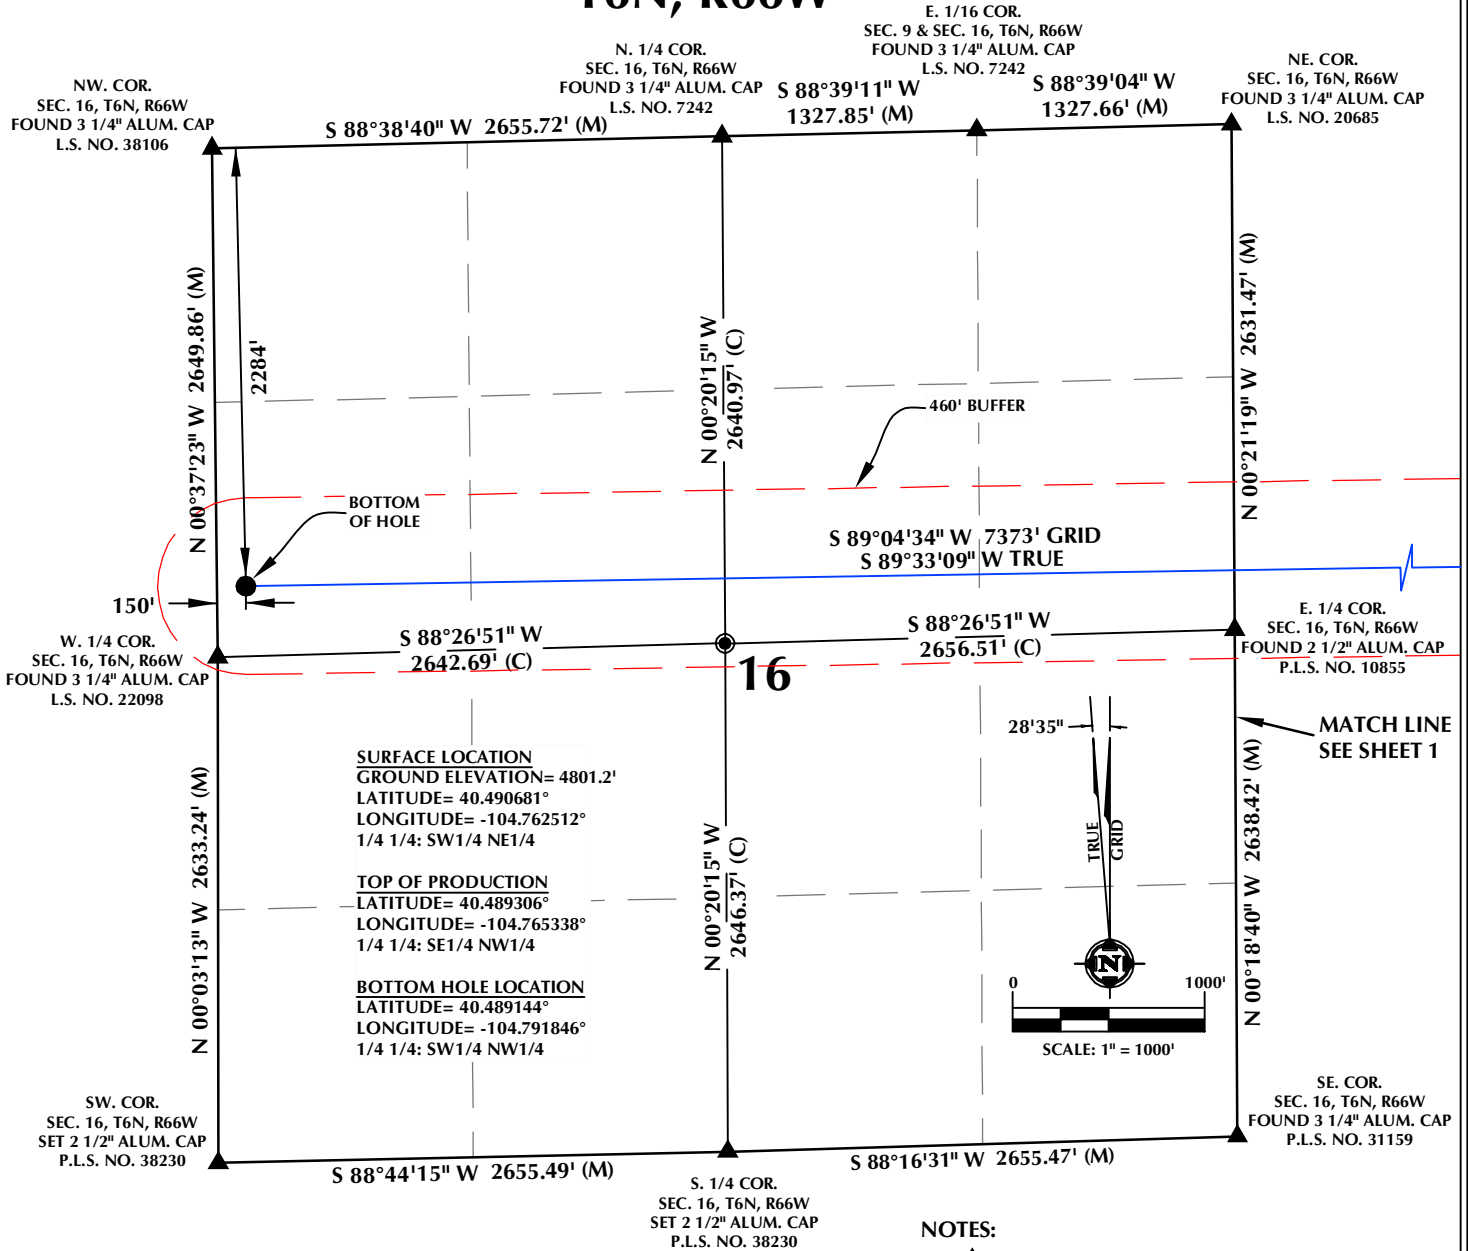 T6N, R66W
E. 1/16 COR.
SEC. 9 & SEC. 16, T6N, R66W
FOUND 3 1/4" ALUM. CAP
L.S. NO. 7242
N. 1/4 COR.
SEC. 16, T6N, R66W
FOUND 3 1/4" ALUM. CAP
L.S. NO. 7242
NW. COR.
SEC. 16, T6N, R66W
FOUND 3 1/4" ALUM. CAP
L.S. NO. 38106
NE. COR.
SEC. 16, T6N, R66W
FOUND 3 1/4" ALUM. CAP
L.S. NO. 20685
S 88°38'40" W 2655.72' (M)
S 88°39'11" W
1327.85' (M)
S 88°39'04" W
1327.66' (M)
N 00°37'23" W 2649.86' (M)
2284'
N 00°20'15" W
2640.97' (C)
N 00°21'19" W 2631.47' (M)
460' BUFFER
BOTTOM
OF HOLE
S 89°04'34" W 7373' GRID
S 89°33'09" W TRUE
150'
W. 1/4 COR.
SEC. 16, T6N, R66W
FOUND 3 1/4" ALUM. CAP
L.S. NO. 22098
S 88°26'51" W
2642.69' (C)
S 88°26'51" W
2656.51' (C)
E. 1/4 COR.
SEC. 16, T6N, R66W
FOUND 2 1/2" ALUM. CAP
P.L.S. NO. 10855
16
28'35"
MATCH LINE
SEE SHEET 1
SURFACE LOCATION
GROUND ELEVATION= 4801.2'
LATITUDE= 40.490681°
LONGITUDE= -104.762512°
1/4 1/4: SW1/4 NE1/4
TOP OF PRODUCTION
LATITUDE= 40.489306°
LONGITUDE= -104.765338°
1/4 1/4: SE1/4 NW1/4
BOTTOM HOLE LOCATION
LATITUDE= 40.489144°
LONGITUDE= -104.791846°
1/4 1/4: SW1/4 NW1/4
N 00°03'13" W 2633.24' (M)
N 00°20'15" W
2646.37' (C)
TRUE
GRID
N
N 00°18'40" W 2638.42' (M)
0 1000'
SCALE: 1" = 1000'
SW. COR.
SEC. 16, T6N, R66W
SET 2 1/2" ALUM. CAP
P.L.S. NO. 38230
SE. COR.
SEC. 16, T6N, R66W
FOUND 3 1/4" ALUM. CAP
P.L.S. NO. 31159
S 88°44'15" W 2655.49' (M)
S 88°16'31" W 2655.47' (M)
S. 1/4 COR.
SEC. 16, T6N, R66W
SET 2 1/2" ALUM. CAP
P.L.S. NO. 38230
NOTES: